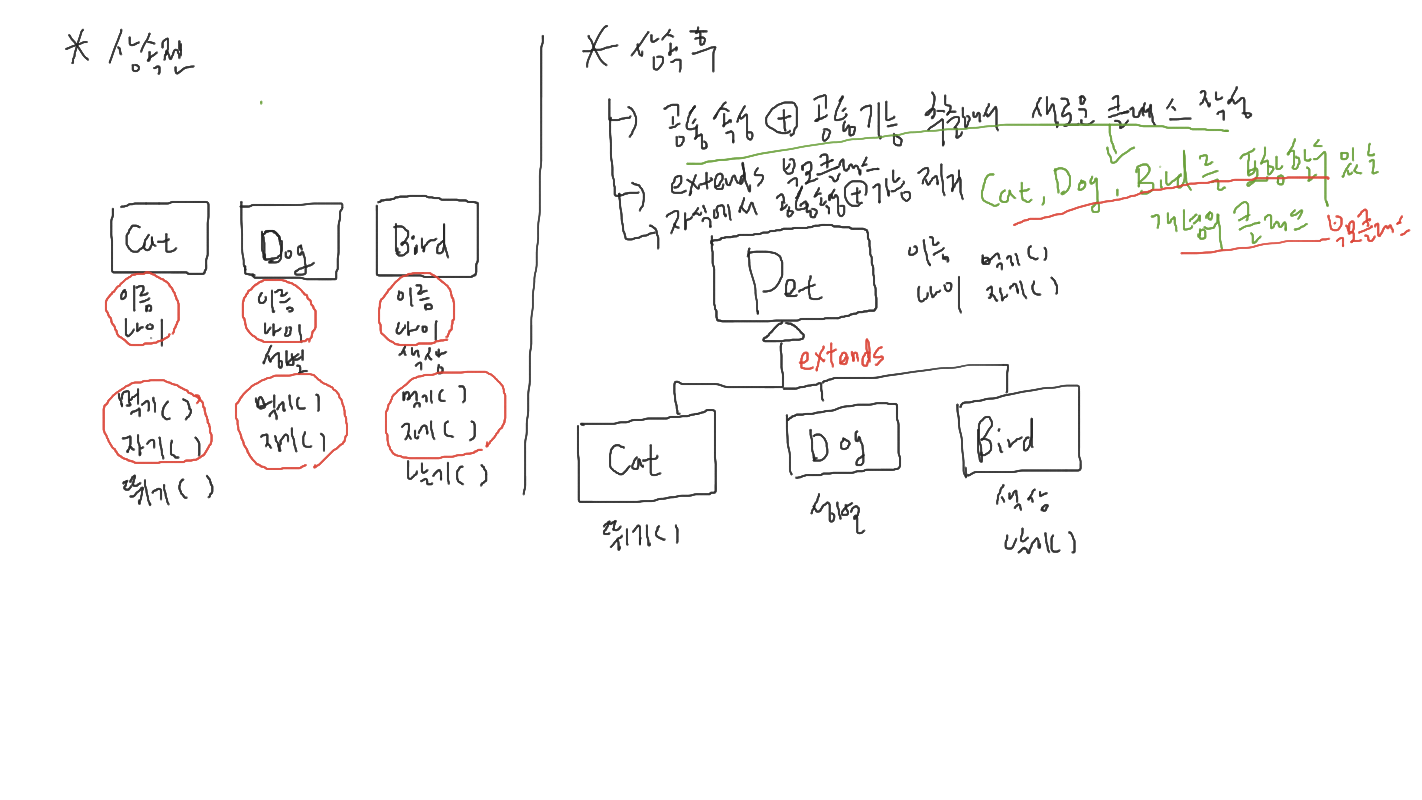 * 상속전
Cat Dog Bird
이름 이름 이름
나이 나이 나이
성별 색상
먹기() 먹기() 먹기()
자기() 자기() 자기()
뛰기() 날기()
* 상속후
→ 공통 속성 + 공통기능 추출해서 새로운 클래스 작성
→ extends 부모클래스
→ 자식에서 공통속성+기능 제거
Cat, Dog, Bird를 포함할수 있는
개념의 클래스 부모클래스
Pet
이름 먹기()
나이 자기()
extends
Cat Dog Bird
뛰기() 성별 색상
날기()